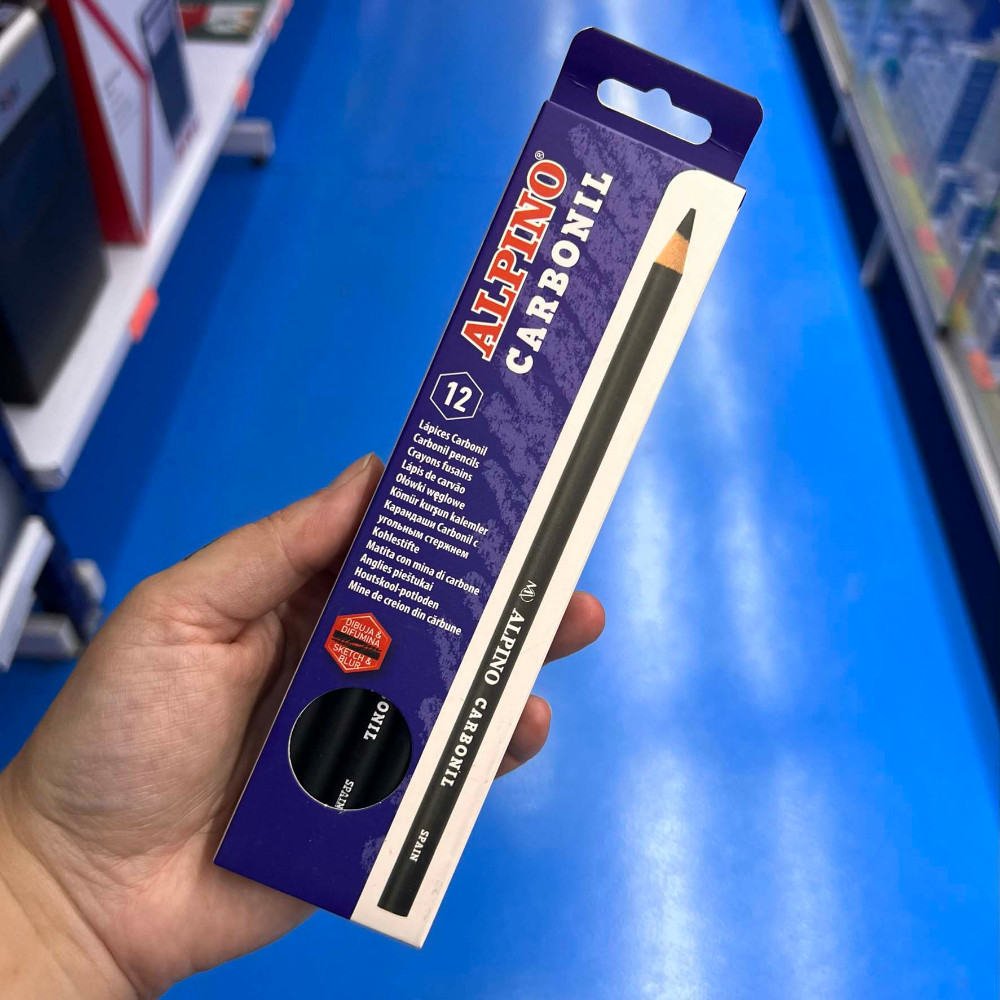 ALPINO®
CARBONIL
12
Lápices Carbonil
Carbonil pencils
Crayons fusains
Lápis de carvão
Ołówki węglowe
Kömür kurşun kalemler
Карандаши Carbonil с
угольным стержнем
Kohlestifte
Matita con mina di carbone
Anglies pieštukai
Houtskool-potloden
Mine de creion din cărbune
DIBUJA &
DIFUMINA
SKETCH &
BLUR
ONIL
SPAIN
ALPINO CARBONIL
SPAIN